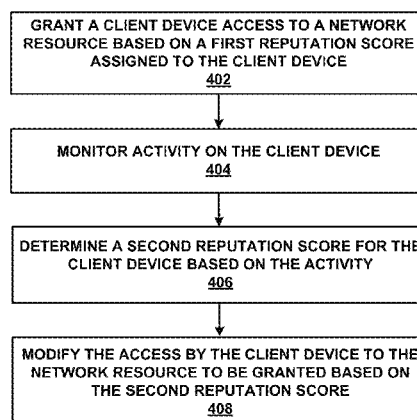 GRANT A CLIENT DEVICE ACCESS TO A NETWORK
RESOURCE BASED ON A FIRST REPUTATION SCORE
ASSIGNED TO THE CLIENT DEVICE
402
MONITOR ACTIVITY ON THE CLIENT DEVICE
404
DETERMINE A SECOND REPUTATION SCORE FOR THE
CLIENT DEVICE BASED ON THE ACTIVITY
406
MODIFY THE ACCESS BY THE CLIENT DEVICE TO THE
NETWORK RESOURCE TO BE GRANTED BASED ON
THE SECOND REPUTATION SCORE
408